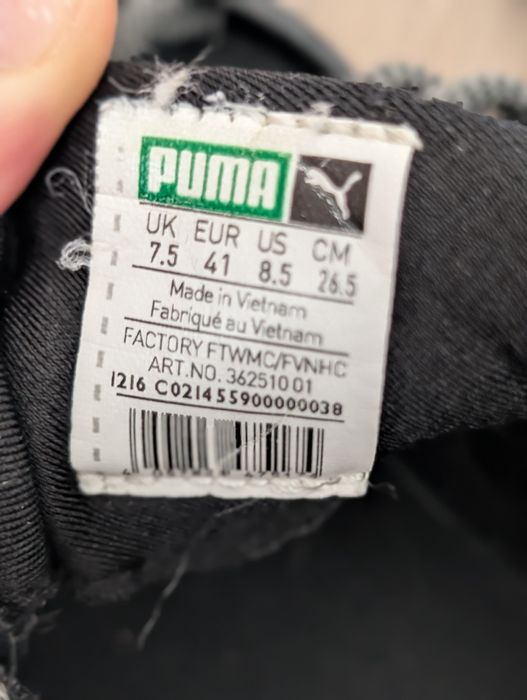 PUMA
UK EUR US CM
7.5 41 8.5 26.5
Made in Vietnam
Fabriqué au Vietnam
FACTORY FTWMC/FVNHC
ART.NO. 362510 01
1216 C021455900000038